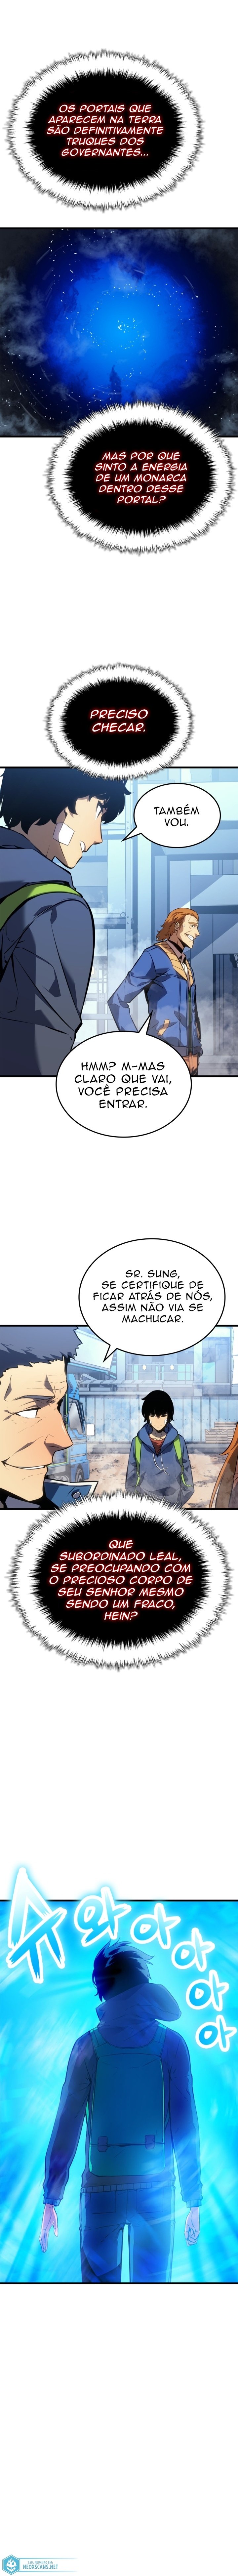 OS PORTAIS QUE
APARECEM NA TERRA
SÃO DEFINITIVAMENTE
TRUQUES DOS
GOVERNANTES...
MAS POR QUE
SINTO A ENERGIA
DE UM MONARCA
DENTRO DESSE
PORTAL?
PRECISO
CHECAR.
TAMBÉM
VOU.
HMM? M-MAS
CLARO QUE VAI,
VOCÊ PRECISA
ENTRAR.
SR. SUNG,
SE CERTIFIQUE DE
FICAR ATRÁS DE NÓS,
ASSIM NÃO VIA SE
MACHUCAR.
QUE
SUBORDINADO LEAL,
SE PREOCUPANDO COM
O PRECIOSO CORPO DE
SEU SENHOR MESMO
SENDO UM FRACO,
HEIN?
슈와아아아아
NEOXSCANS.NET